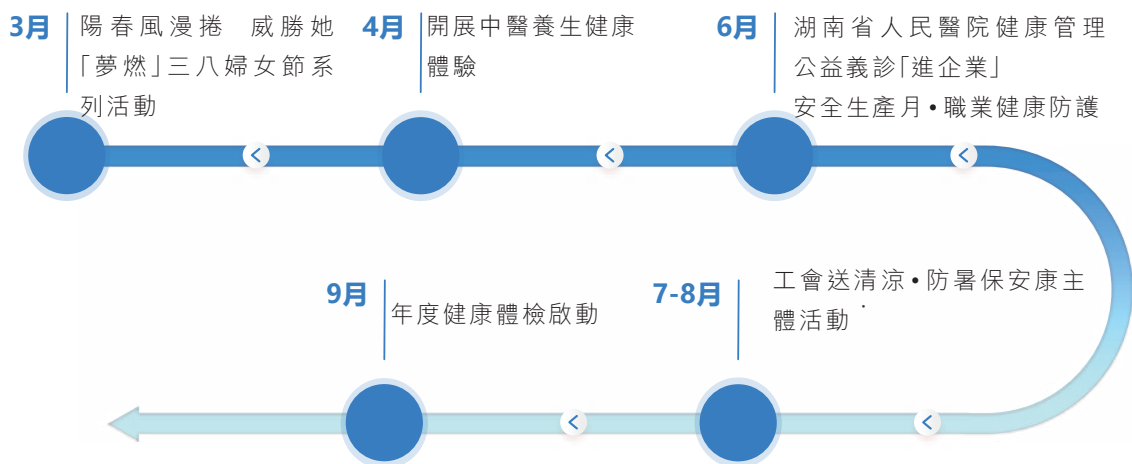 3月
陽春風漫捲 威勝她
「夢燃」三八婦女節系
列活動
4月
開展中醫養生健康
體驗
6月
湖南省人民醫院健康管理
公益義診「進企業」
安全生產月•職業健康防護
7-8月
工會送清涼•防暑保安康主
體活動
9月
年度健康體檢啟動